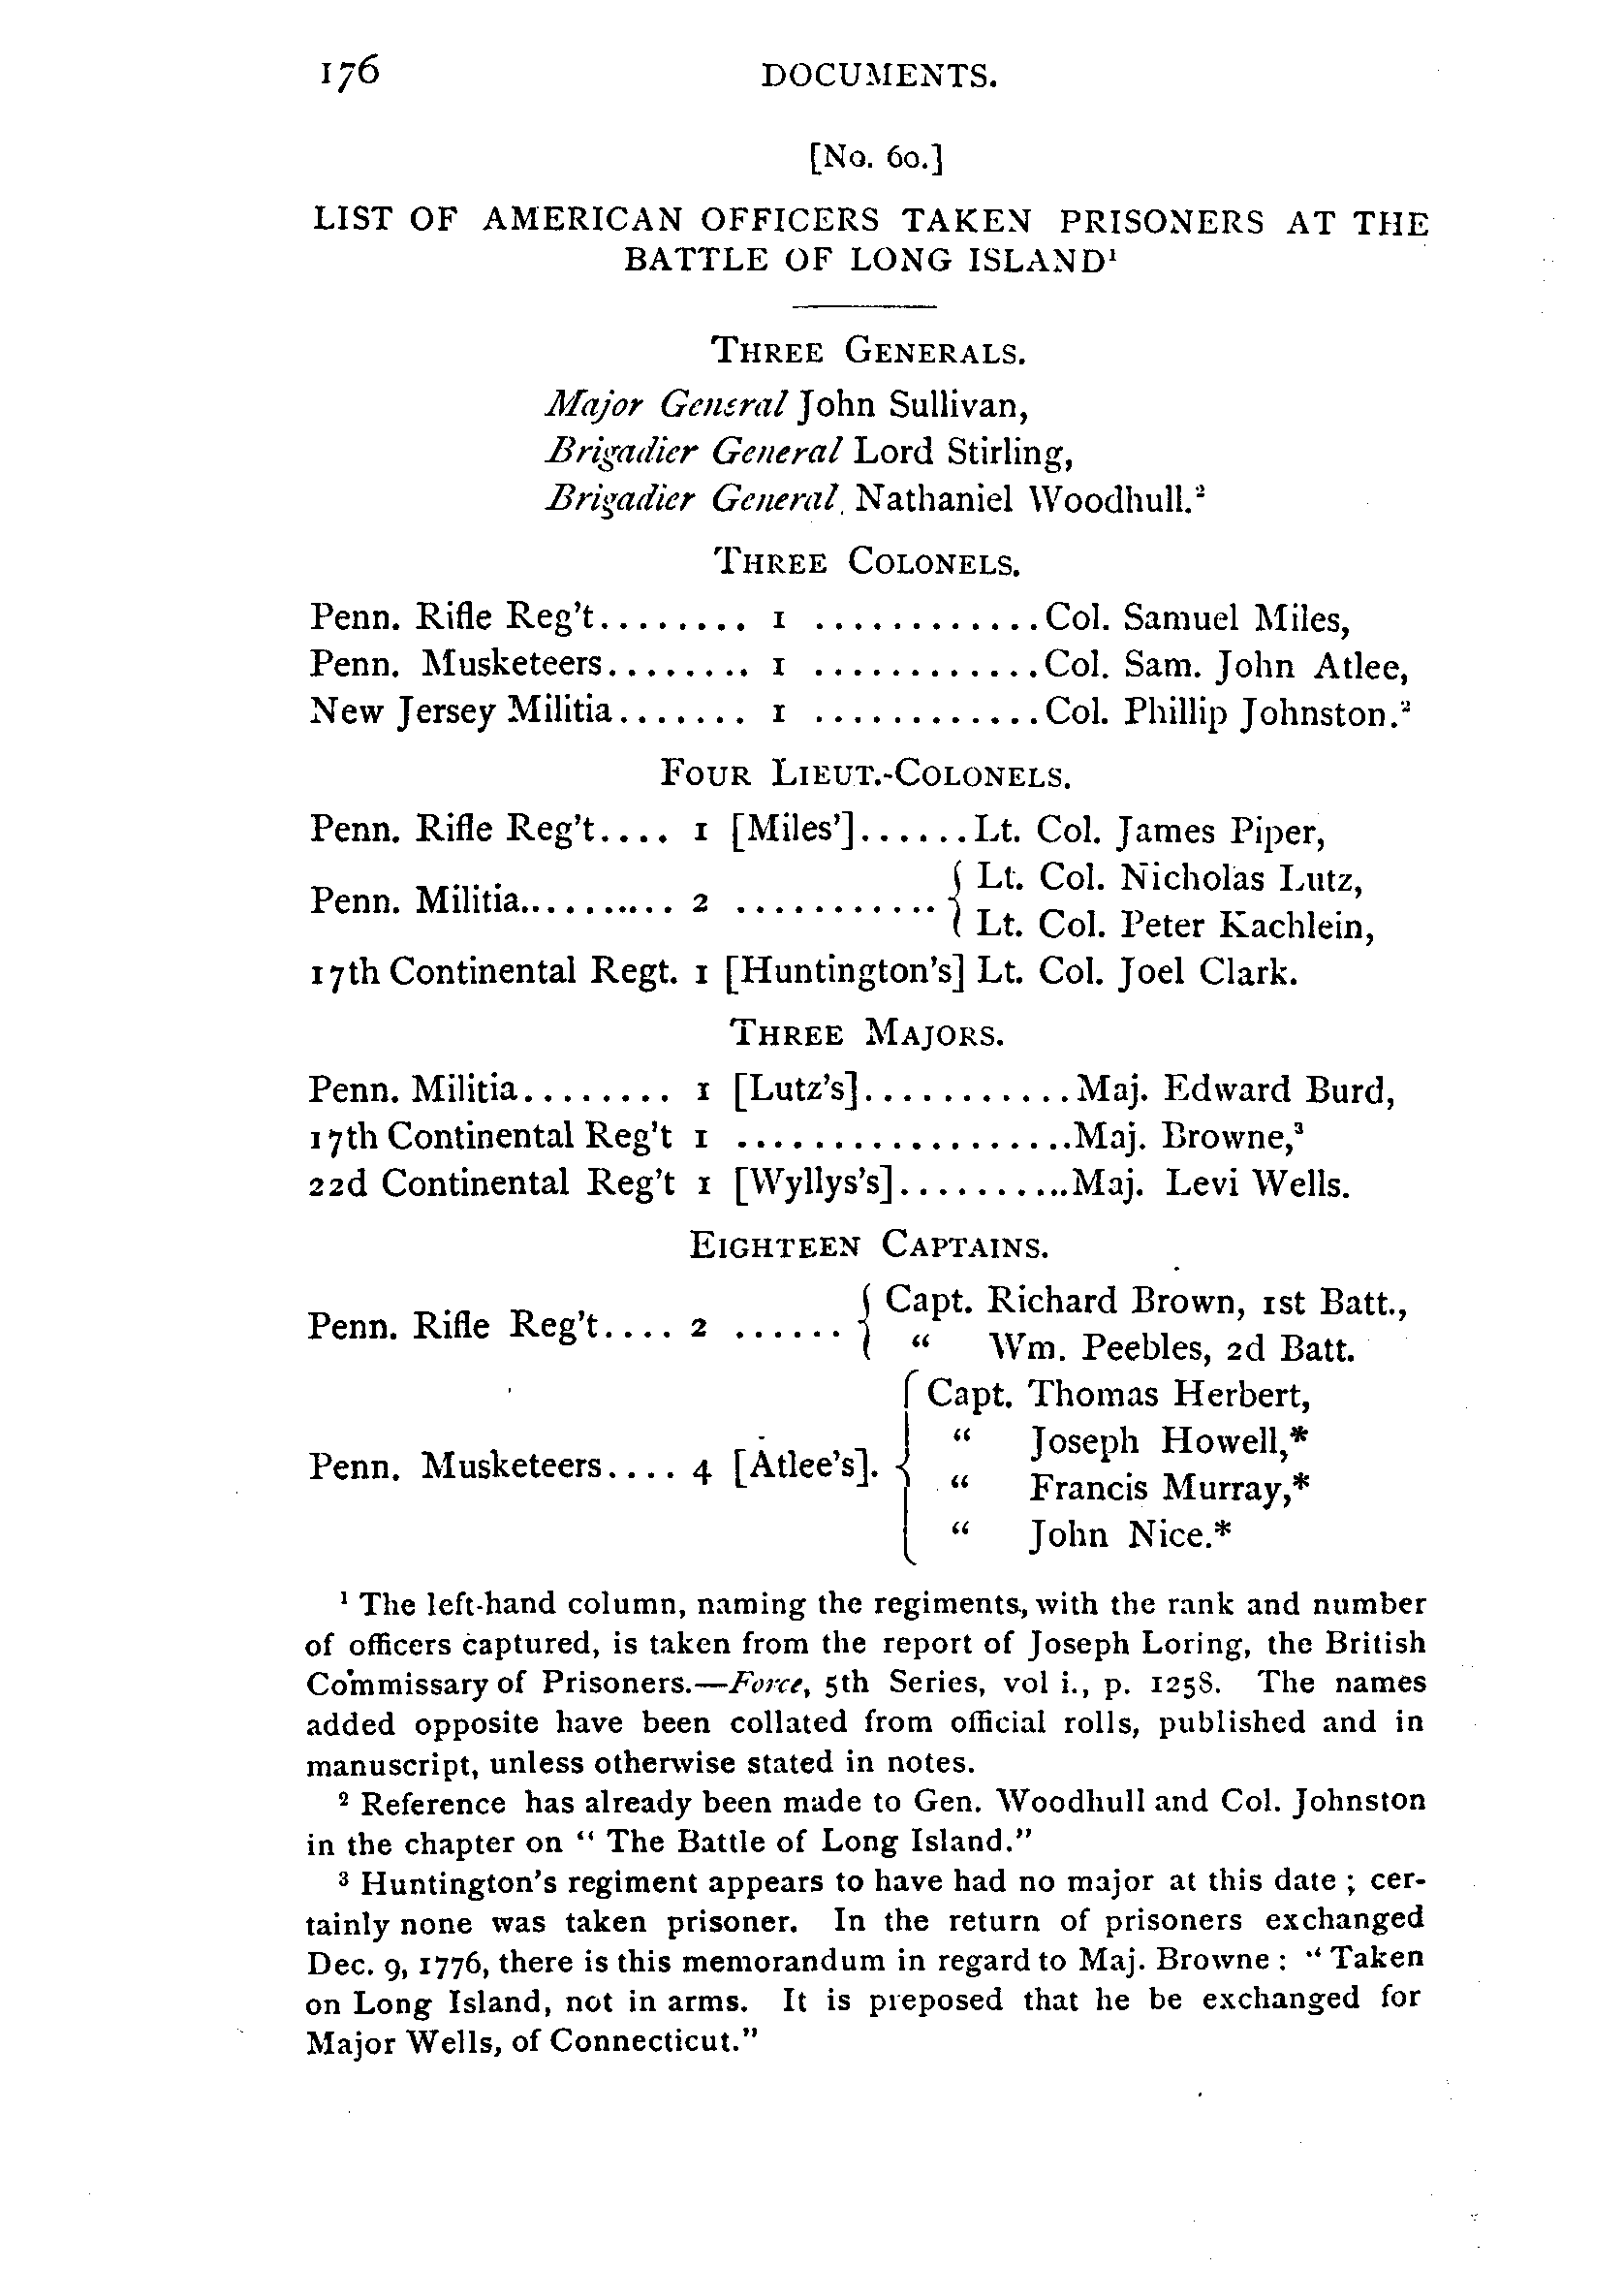 176 DOCUMENTS.
[No. 60.]
LIST OF AMERICAN OFFICERS TAKEN PRISONERS AT THE
BATTLE OF LONG ISLAND¹
THREE GENERALS.
Major General John Sullivan,
Brigadier General Lord Stirling,
Brigadier General Nathaniel Woodhull.²
THREE COLONELS.
Penn. Rifle Reg't........ 1 ............Col. Samuel Miles,
Penn. Musketeers........ 1 ............Col. Sam. John Atlee,
New Jersey Militia....... 1 ............Col. Phillip Johnston.²
FOUR LIEUT.-COLONELS.
Penn. Rifle Reg't.... 1 [Miles']......Lt. Col. James Piper,
Penn. Militia.......... 2 ........... { Lt. Col. Nicholas Lutz,
Lt. Col. Peter Kachlein,
17th Continental Regt. 1 [Huntington's] Lt. Col. Joel Clark.
THREE MAJORS.
Penn. Militia........ 1 [Lutz's]...........Maj. Edward Burd,
17th Continental Reg't 1 ..................Maj. Browne,³
22d Continental Reg't 1 [Wyllys's]..........Maj. Levi Wells.
EIGHTEEN CAPTAINS.
Penn. Rifle Reg't.... 2 ...... { Capt. Richard Brown, 1st Batt.,
“ Wm. Peebles, 2d Batt.
Penn. Musketeers.... 4 [Atlee's]. { Capt. Thomas Herbert,
“ Joseph Howell,*
“ Francis Murray,*
“ John Nice.*
¹ The left-hand column, naming the regiments, with the rank and number
of officers captured, is taken from the report of Joseph Loring, the British
Commissary of Prisoners.—Force, 5th Series, vol i., p. 1258. The names
added opposite have been collated from official rolls, published and in
manuscript, unless otherwise stated in notes.
² Reference has already been made to Gen. Woodhull and Col. Johnston
in the chapter on “ The Battle of Long Island.”
³ Huntington's regiment appears to have had no major at this date ; cer-
tainly none was taken prisoner. In the return of prisoners exchanged
Dec. 9, 1776, there is this memorandum in regard to Maj. Browne : “ Taken
on Long Island, not in arms. It is preposed that he be exchanged for
Major Wells, of Connecticut.”